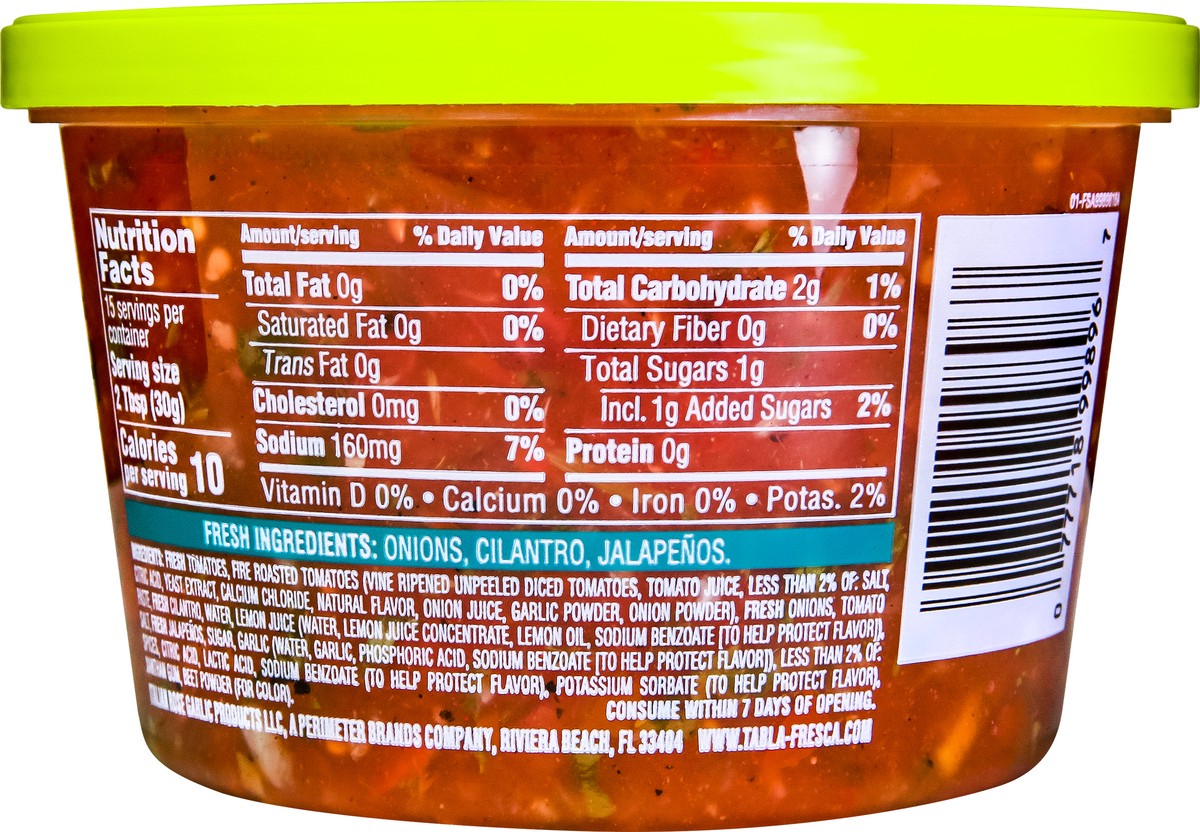 01-FSA9989618A
Nutrition
Facts
15 servings per
container
Serving size
2 Tbsp (30g)
Calories
per serving 10
Amount/serving % Daily Value
Total Fat 0g 0%
Saturated Fat 0g 0%
Trans Fat 0g
Cholesterol 0mg 0%
Sodium 160mg 7%
Amount/serving % Daily Value
Total Carbohydrate 2g 1%
Dietary Fiber 0g 0%
Total Sugars 1g
Incl. 1g Added Sugars 2%
Protein 0g
Vitamin D 0% • Calcium 0% • Iron 0% • Potas. 2%
FRESH INGREDIENTS: ONIONS, CILANTRO, JALAPEÑOS.
INGREDIENTS: FRESH TOMATOES, FIRE ROASTED TOMATOES (VINE RIPENED UNPEELED DICED TOMATOES, TOMATO JUICE, LESS THAN 2% OF: SALT,
CITRIC ACID, YEAST EXTRACT, CALCIUM CHLORIDE, NATURAL FLAVOR, ONION JUICE, GARLIC POWDER, ONION POWDER), FRESH ONIONS, TOMATO
PASTE, FRESH CILANTRO, WATER, LEMON JUICE (WATER, LEMON JUICE CONCENTRATE, LEMON OIL, SODIUM BENZOATE [TO HELP PROTECT FLAVOR]),
SALT, FRESH JALAPEÑOS, SUGAR, GARLIC (WATER, GARLIC, PHOSPHORIC ACID, SODIUM BENZOATE [TO HELP PROTECT FLAVOR]), LESS THAN 2% OF:
SPICES, CITRIC ACID, LACTIC ACID, SODIUM BENZOATE (TO HELP PROTECT FLAVOR), POTASSIUM SORBATE (TO HELP PROTECT FLAVOR),
XANTHAN GUM, BEET POWDER (FOR COLOR).
CONSUME WITHIN 7 DAYS OF OPENING.
ROSE GARLIC PRODUCTS LLC, A PERIMETER BRANDS COMPANY, RIVIERA BEACH, FL 33404 WWW.TABLA-FRESCA.COM
0 77718 99896 7